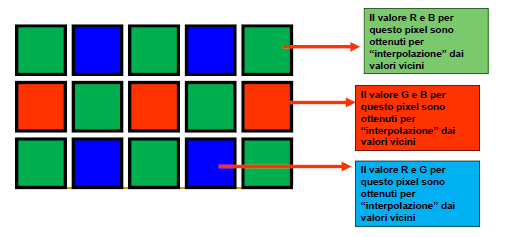 Il valore R e B per
questo pixel sono
ottenuti per
“interpolazione” dai
valori vicini
Il valore G e B per
questo pixel sono
ottenuti per
“interpolazione” dai
valori vicini
Il valore R e G per
questo pixel sono
ottenuti per
“interpolazione” dai
valori vicini